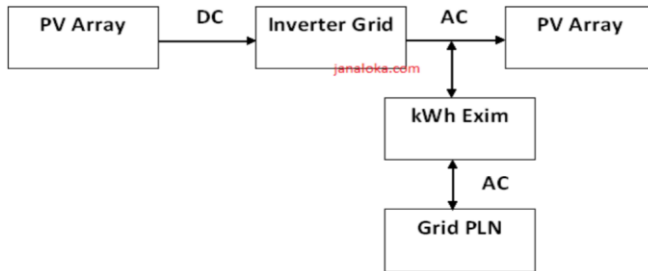 PV Array
DC
Inverter Grid
AC
PV Array
janaloka.com
kWh Exim
AC
Grid PLN